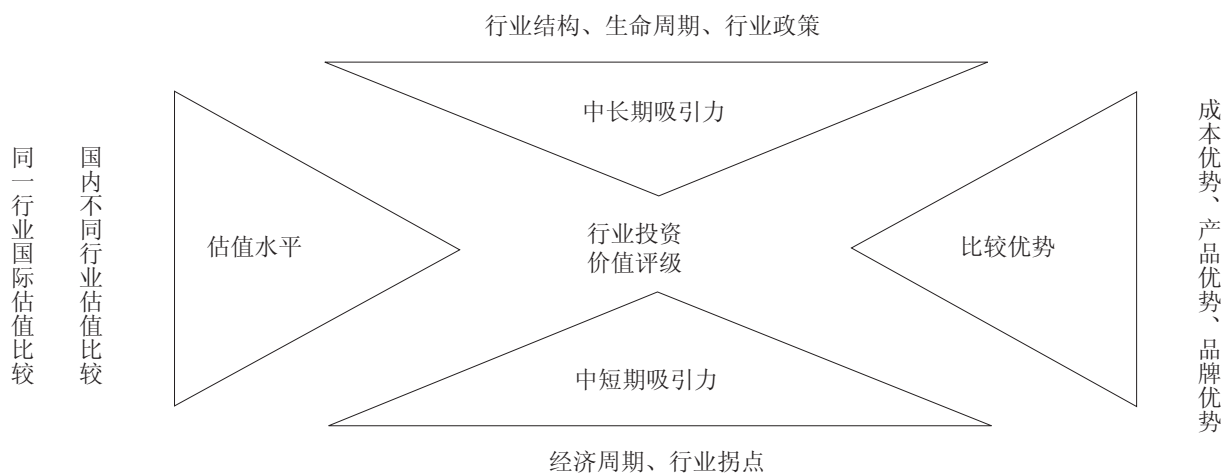 行业结构、生命周期、行业政策
中长期吸引力
同一行业国际估值比较
国内不同行业估值比较
估值水平
行业投资
价值评级
比较优势
成本优势、产品优势、品牌优势
中短期吸引力
经济周期、行业拐点